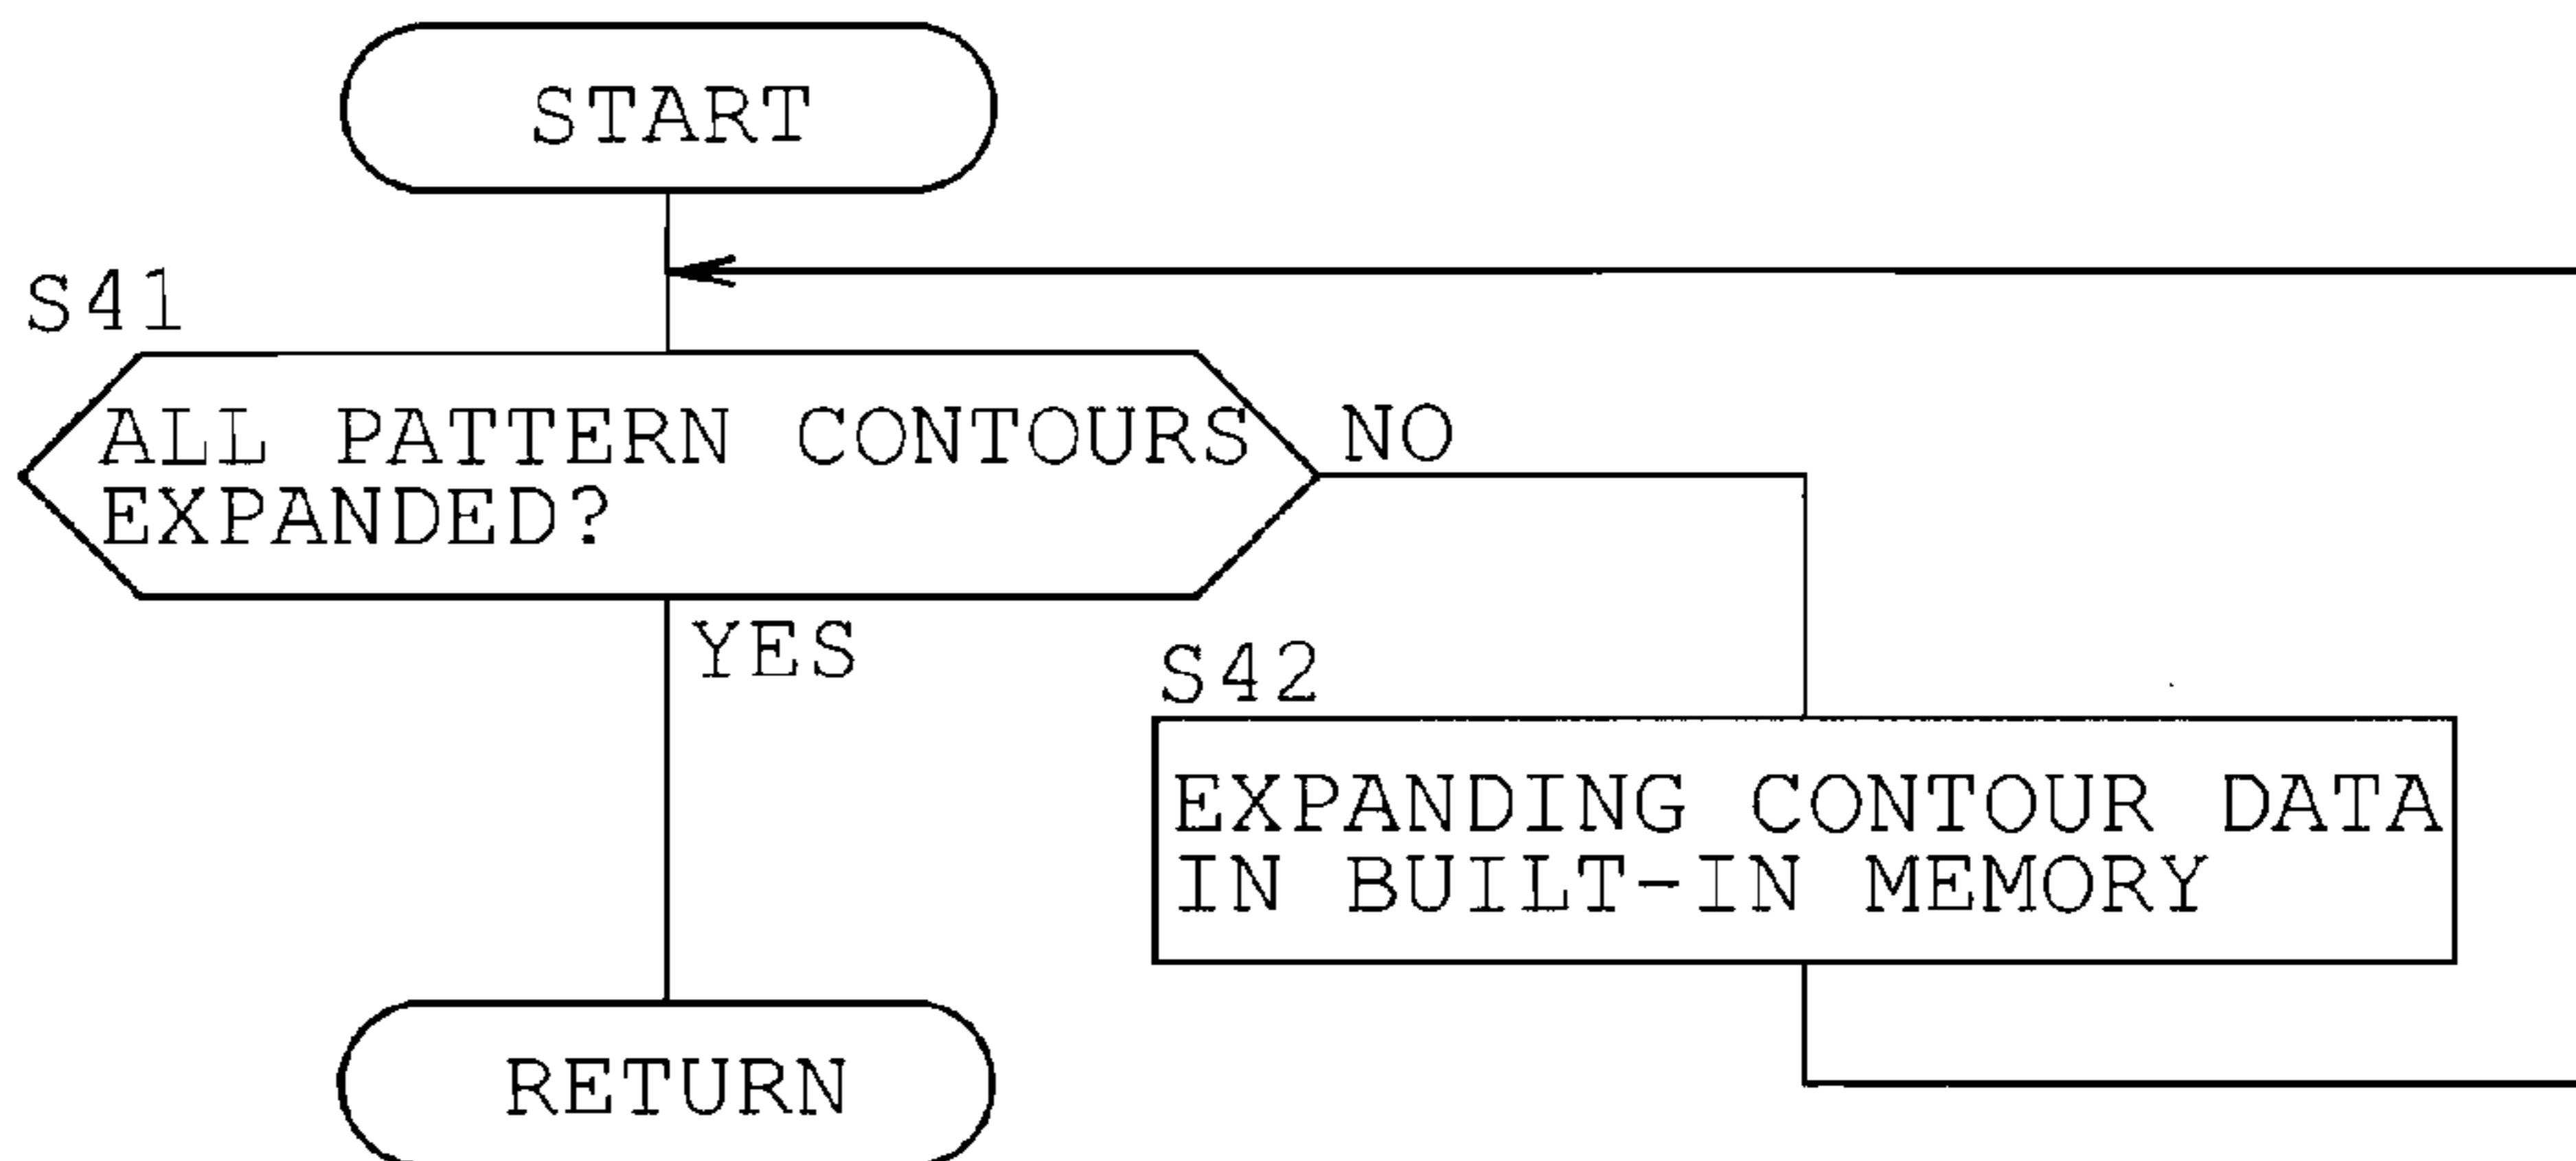 START
S41
ALL PATTERN CONTOURS
EXPANDED?
NO
YES
S42
EXPANDING CONTOUR DATA
IN BUILT-IN MEMORY
RETURN